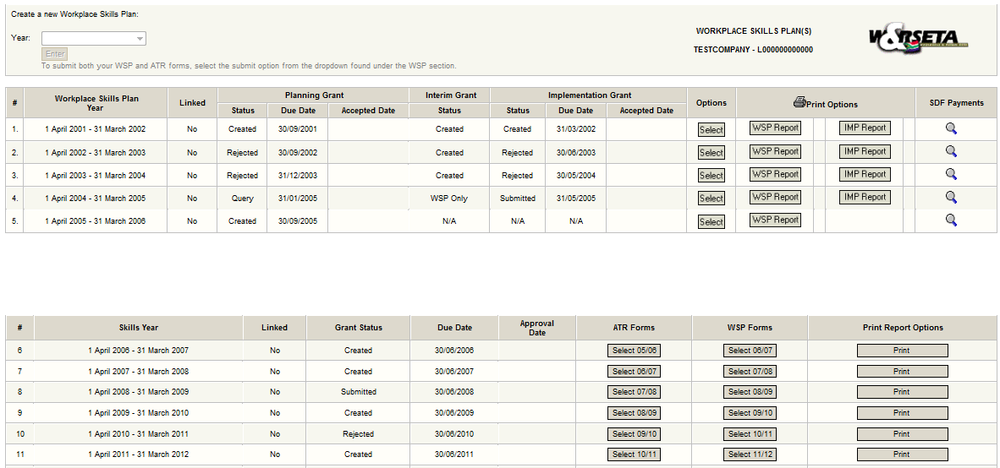 Create a new Workplace Skills Plan:
Year:
Enter
To submit both your WSP and ATR forms, select the submit option from the dropdown found under the WSP section.
WORKPLACE SKILLS PLAN(S)
TESTCOMPANY - L000000000000
W&RSETA
# Workplace Skills Plan Year Linked Planning Grant Interim Grant Implementation Grant Options Print Options SDF Payments
Status Due Date Accepted Date Status Status Due Date Accepted Date
1. 1 April 2001 - 31 March 2002 No Created 30/09/2001 Created Created 31/03/2002 Select WSP Report IMP Report
2. 1 April 2002 - 31 March 2003 No Rejected 30/09/2002 Created Rejected 30/06/2003 Select WSP Report IMP Report
3. 1 April 2003 - 31 March 2004 No Rejected 31/12/2003 Created Rejected 30/05/2004 Select WSP Report IMP Report
4. 1 April 2004 - 31 March 2005 No Query 31/01/2005 WSP Only Submitted 31/05/2005 Select WSP Report IMP Report
5. 1 April 2005 - 31 March 2006 No Created 30/09/2005 N/A N/A N/A Select WSP Report
# Skills Year Linked Grant Status Due Date Approval Date ATR Forms WSP Forms Print Report Options
6 1 April 2006 - 31 March 2007 No Created 30/06/2006 Select 05/06 Select 06/07 Print
7 1 April 2007 - 31 March 2008 No Created 30/06/2007 Select 06/07 Select 07/08 Print
8 1 April 2008 - 31 March 2009 No Submitted 30/06/2008 Select 07/08 Select 08/09 Print
9 1 April 2009 - 31 March 2010 No Created 30/06/2009 Select 08/09 Select 09/10 Print
10 1 April 2010 - 31 March 2011 No Rejected 30/06/2010 Select 09/10 Select 10/11 Print
11 1 April 2011 - 31 March 2012 No Created 30/06/2011 Select 10/11 Select 11/12 Print